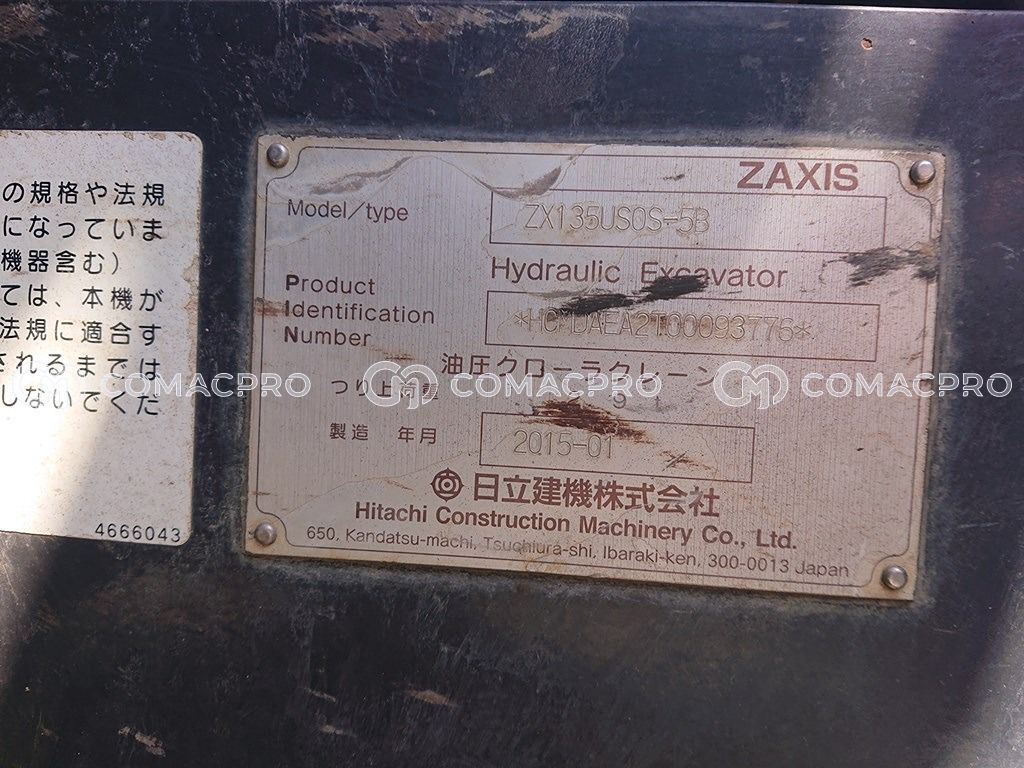 の規格や法規
になっていま
機器含む)
ては、本機が
法規に適合す
されるまでは
しないでくだ
4666043
ZAXIS
Model/type
ZX135USOS-5B
Hydraulic Excavator
Product
Identification
Number
*HCMDAEA2T00093776*
油圧クローラクレーン
つり上荷重
製造 年月
2015-01
日立建機株式会社
Hitachi Construction Machinery Co., Ltd.
650, Kandatsu-machi, Tsuchiura-shi, Ibaraki-ken, 300-0013 Japan
COMACPRO COMACPRO COMACPRO